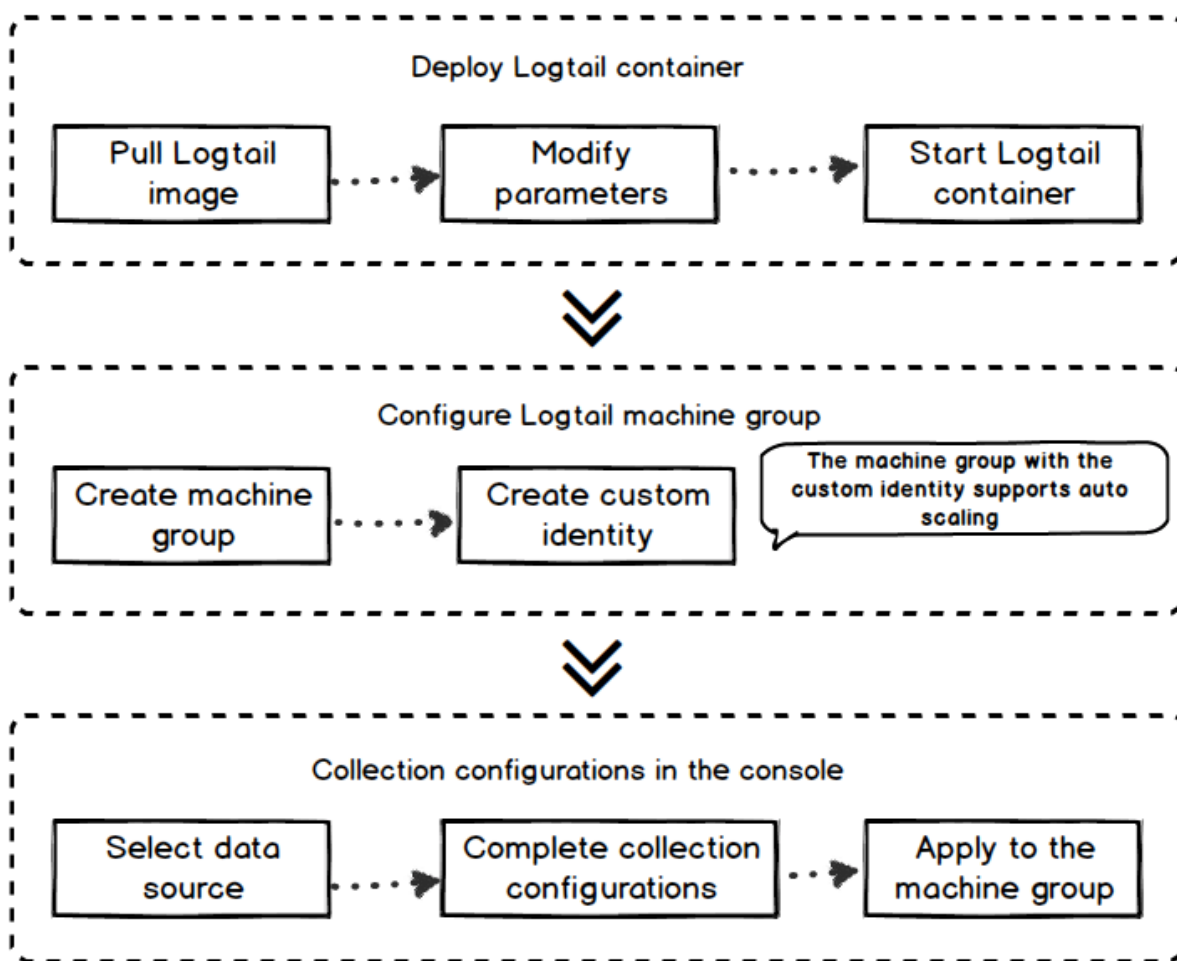 Deploy Logtail container
Pull Logtail
image
Modify
parameters
Start Logtail
container
Configure Logtail machine group
Create machine
group
Create custom
identity
The machine group with the
custom identity supports auto
scaling
Collection configurations in the console
Select data
source
Complete collection
configurations
Apply to the
machine group